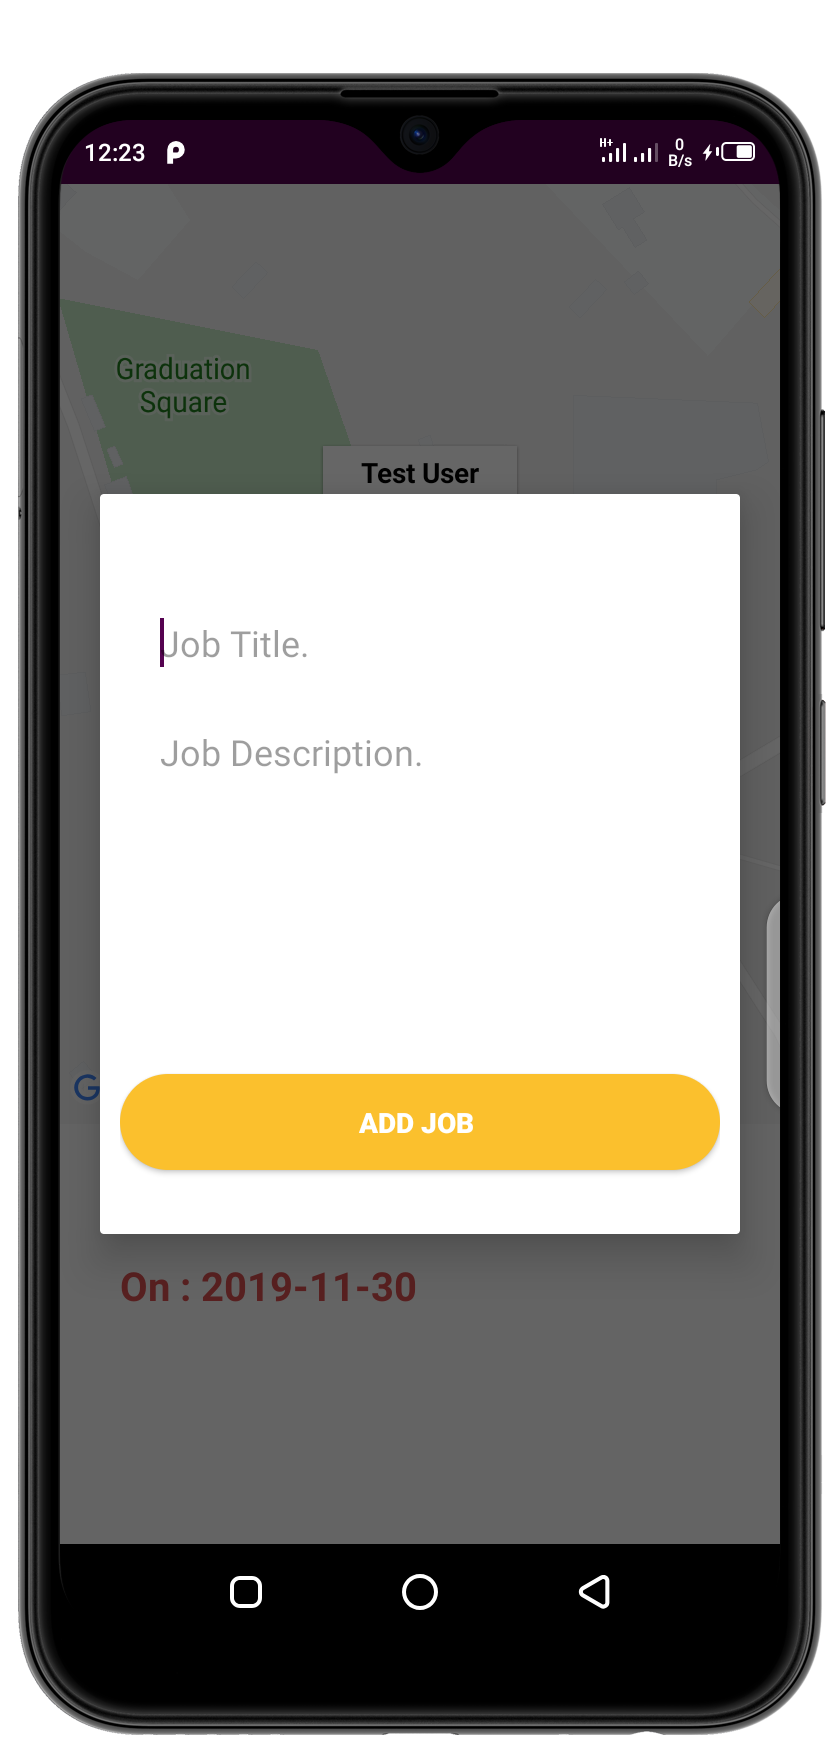 12:23
H+
0
B/s
Graduation
Square
Test User
Job Title.
Job Description.
G
ADD JOB
On : 2019-11-30